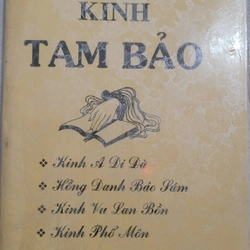 KINH
TAM BẢO
❖ Kinh A Di Đà
❖ Hồng Danh Bảo Sám
❖ Kinh Vu Lan Bồn
❖ Kinh Phổ Môn